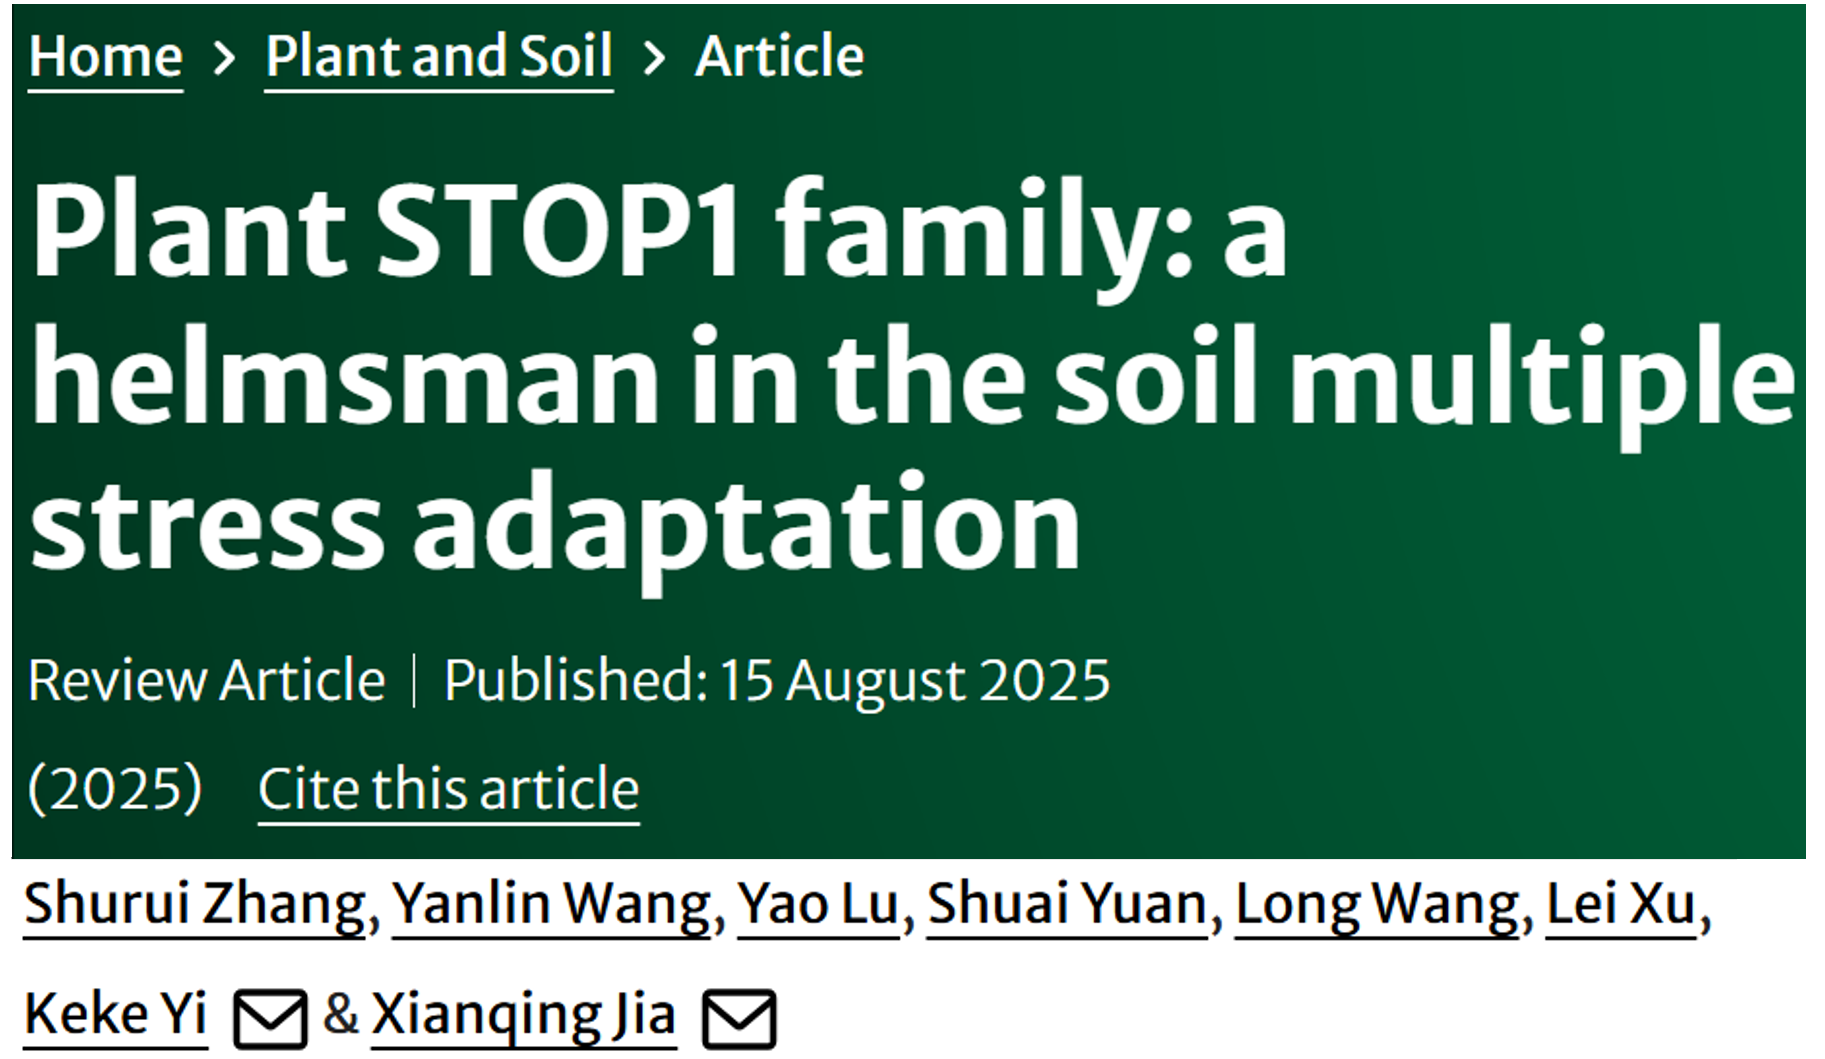 Home > Plant and Soil > Article
Plant STOP1 family: a
helmsman in the soil multiple
stress adaptation
Review Article | Published: 15 August 2025
(2025) Cite this article
Shurui Zhang, Yanlin Wang, Yao Lu, Shuai Yuan, Long Wang, Lei Xu,
Keke Yi & Xianqing Jia